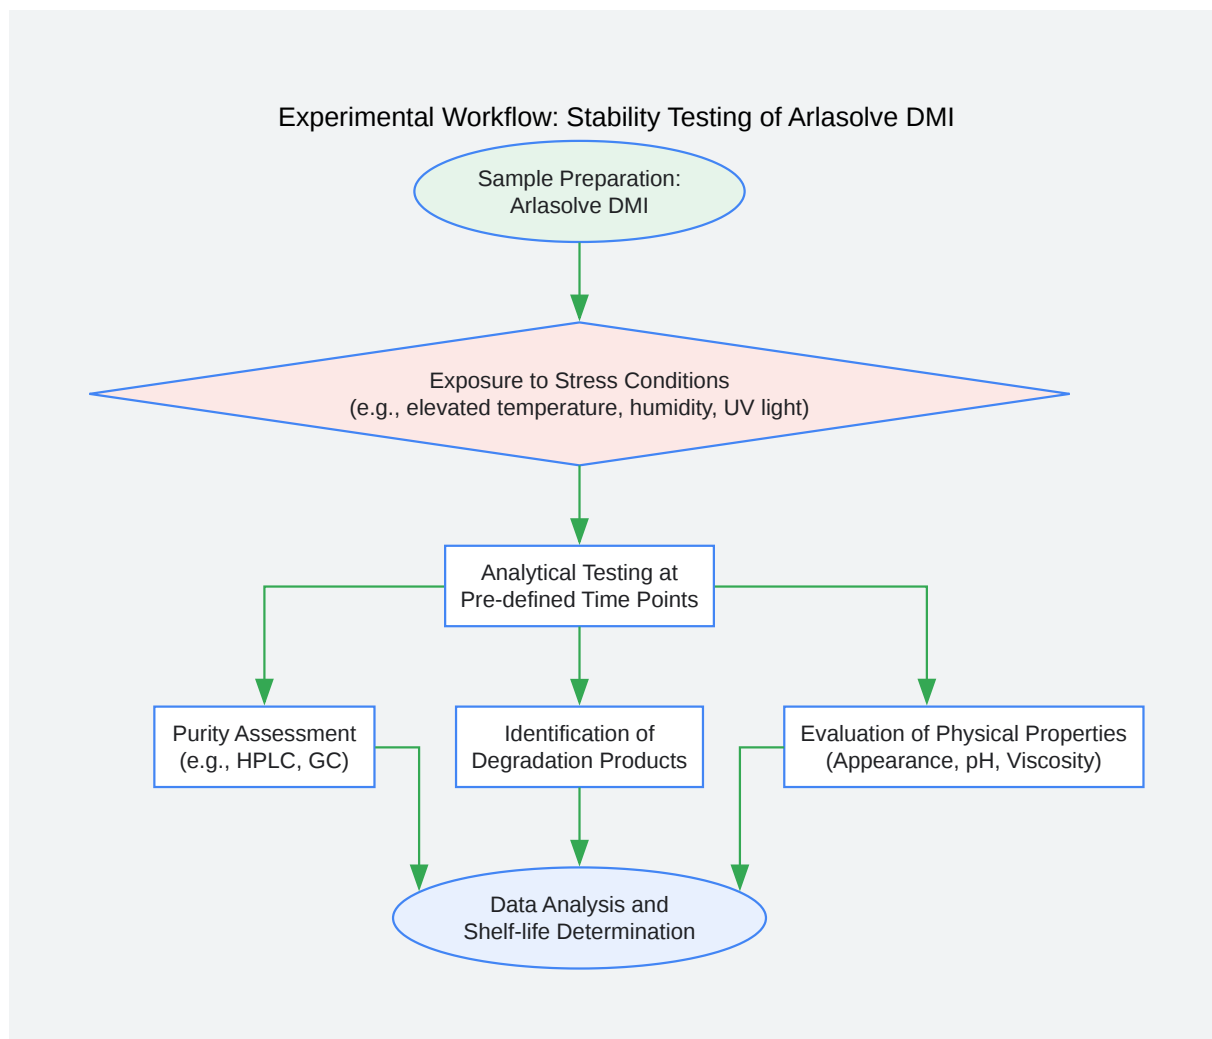 Experimental Workflow: Stability Testing of Arlasolve DMI
Sample Preparation:
Arlasolve DMI
Exposure to Stress Conditions
(e.g., elevated temperature, humidity, UV light)
Analytical Testing at
Pre-defined Time Points
Purity Assessment
(e.g., HPLC, GC)
Identification of
Degradation Products
Evaluation of Physical Properties
(Appearance, pH, Viscosity)
Data Analysis and
Shelf-life Determination